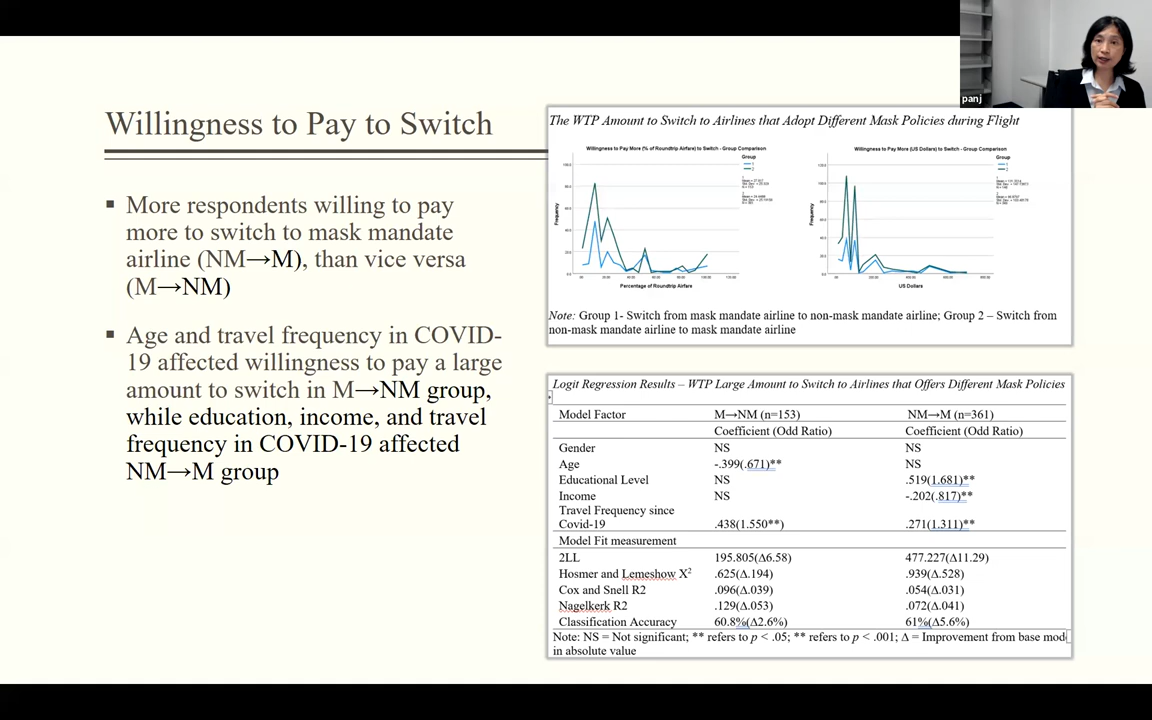 panj
Willingness to Pay to Switch
▪ More respondents willing to pay
more to switch to mask mandate
airline (NM→M), than vice versa
(M→NM)
▪ Age and travel frequency in COVID-
19 affected willingness to pay a large
amount to switch in M→NM group,
while education, income, and travel
frequency in COVID-19 affected
NM→M group
The WTP Amount to Switch to Airlines that Adopt Different Mask Policies during Flight
Willingness to Pay More (% of Roundtrip Airfare) to Switch - Group Comparison
Group
Frequency
Percentage of Roundtrip Airfare
Willingness to Pay More (US Dollars) to Switch - Group Comparison
Group
Frequency
US Dollars
Note: Group 1- Switch from mask mandate airline to non-mask mandate airline; Group 2 – Switch from
non-mask mandate airline to mask mandate airline
Logit Regression Results – WTP Large Amount to Switch to Airlines that Offers Different Mask Policies
Model Factor M→NM (n=153) NM→M (n=361)
Coefficient (Odd Ratio) Coefficient (Odd Ratio)
Gender NS NS
Age -.399(.671)** NS
Educational Level NS .519(1.681)**
Income NS -.202(.817)**
Travel Frequency since
Covid-19 .438(1.550**) .271(1.311)**
Model Fit measurement
2LL 195.805(Δ6.58) 477.227(Δ11.29)
Hosmer and Lemeshow X² .625(Δ.194) .939(Δ.528)
Cox and Snell R2 .096(Δ.039) .054(Δ.031)
Nagelkerk R2 .129(Δ.053) .072(Δ.041)
Classification Accuracy 60.8%(Δ2.6%) 61%(Δ5.6%)
Note: NS = Not significant; ** refers to p < .05; ** refers to p < .001; Δ = Improvement from base mod
in absolute value